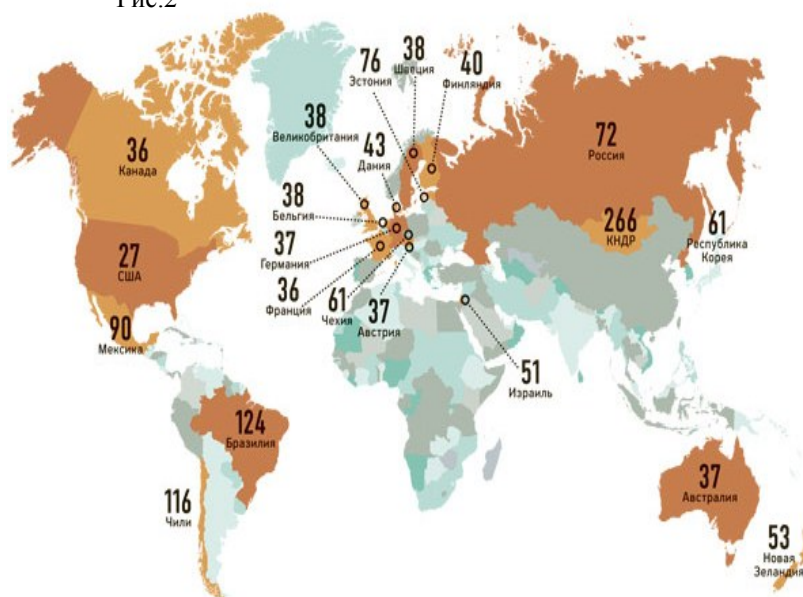 Рис.2
76
Эстония
38
Швеция
40
Финляндия
38
Великобритания
43
Дания
72
Россия
36
Канада
38
Бельгия
266
КНДР
61
Республика
Корея
37
Германия
27
США
36
Франция
61
Чехия
37
Австрия
90
Мексика
51
Израиль
124
Бразилия
37
Австралия
116
Чили
53
Новая
Зеландия